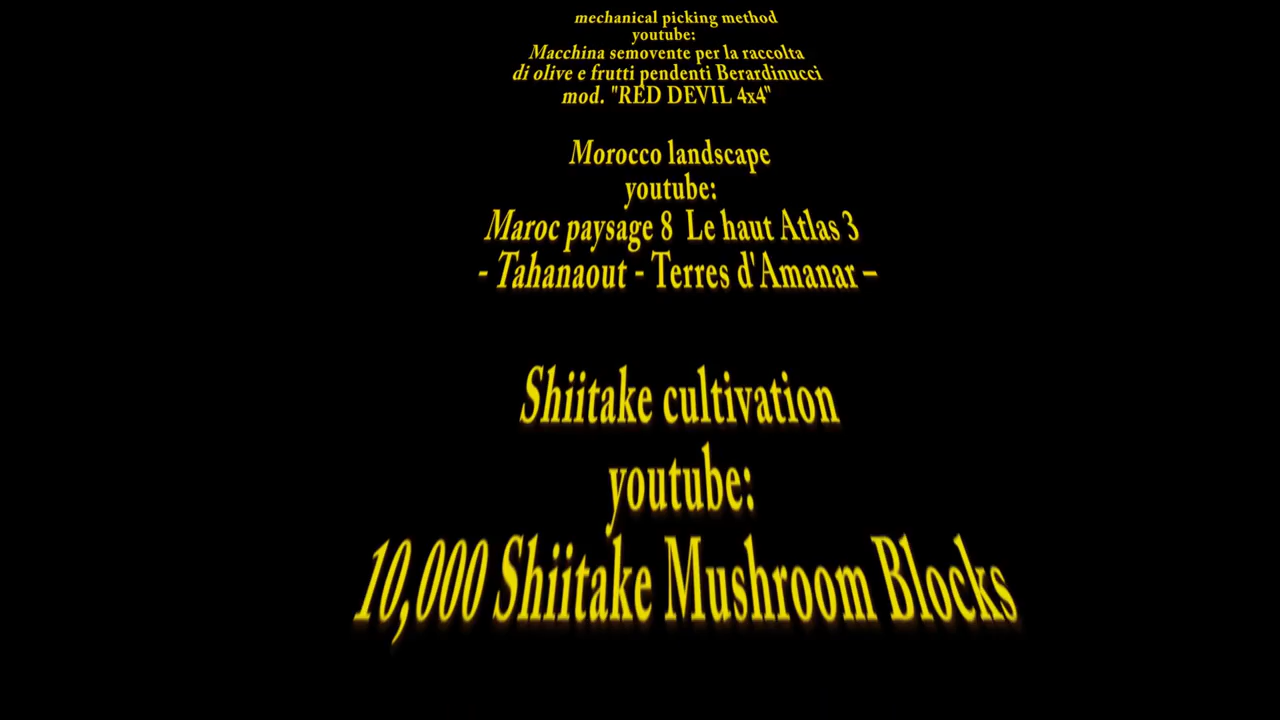 mechanical picking method
youtube:
Macchina semovente per la raccolta
di olive e frutti pendenti Berardinucci
mod. "RED DEVIL 4x4"
Morocco landscape
youtube:
Maroc paysage 8 Le haut Atlas 3
- Tahanaout - Terres d'Amanar –
Shiitake cultivation
youtube:
10,000 Shiitake Mushroom Blocks